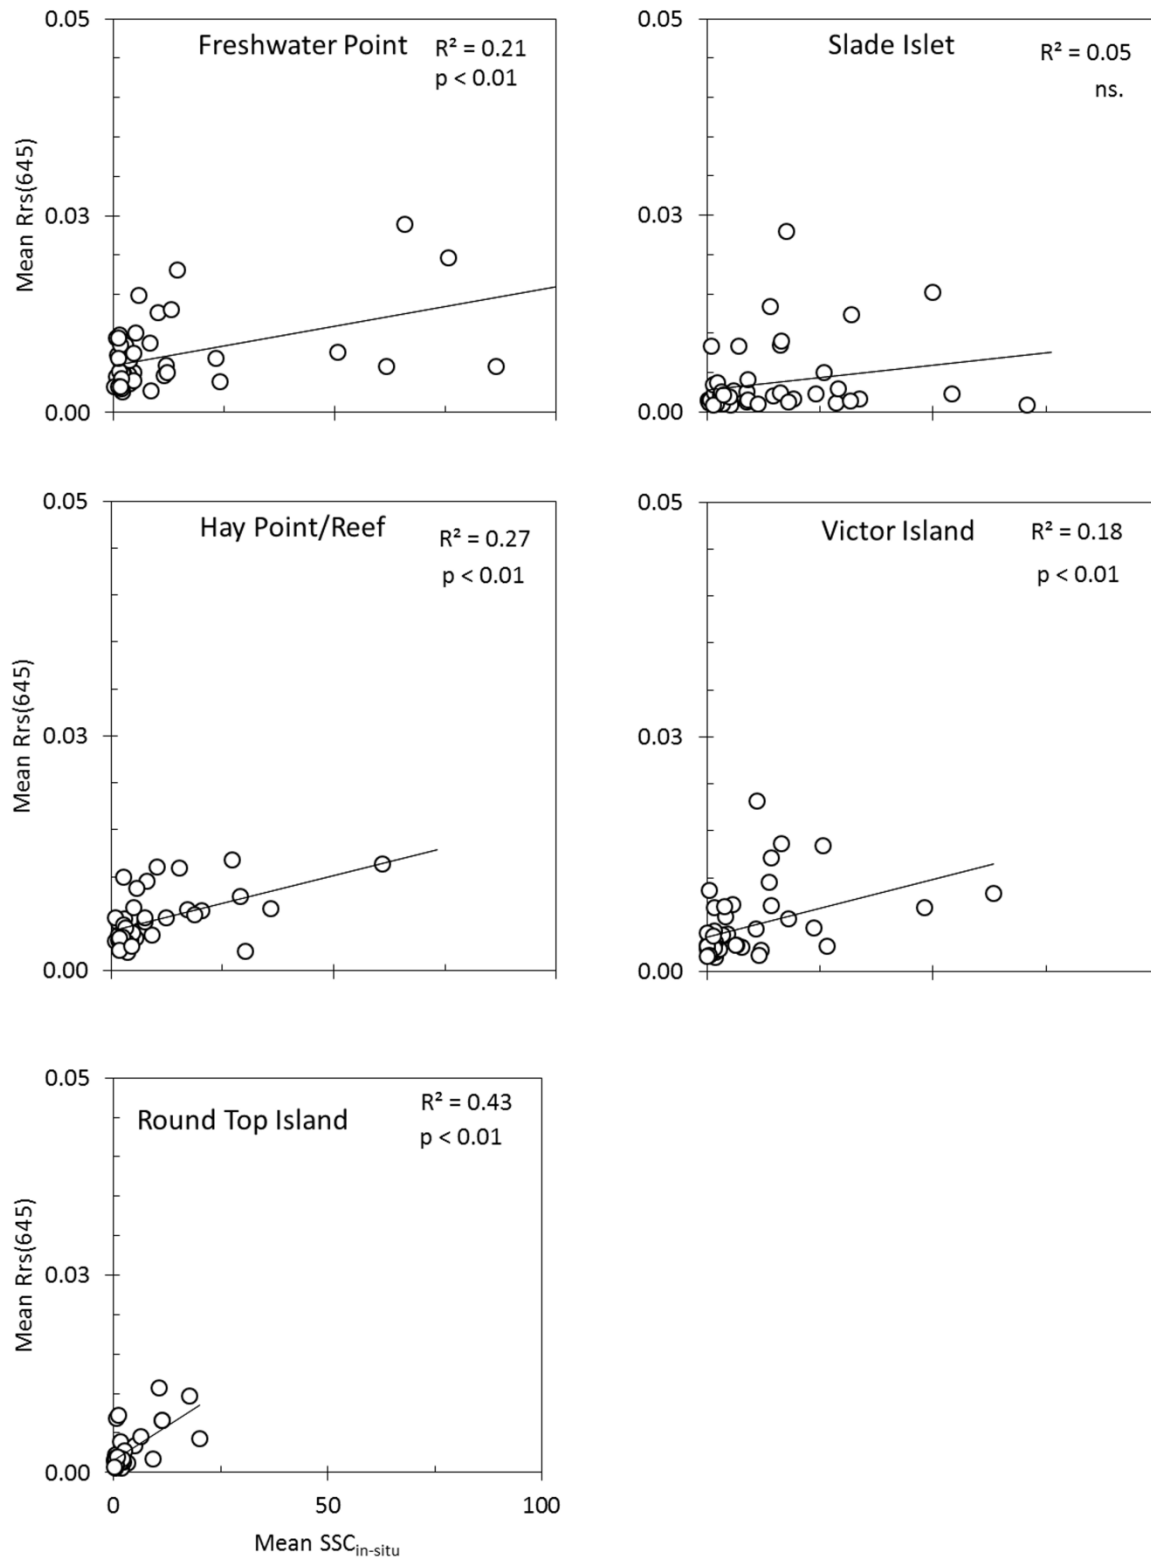 0.05
Freshwater Point
R² = 0.21
p < 0.01
Mean Rrs(645)
0.03
0.00
0.05
Slade Islet
R² = 0.05
ns.
0.03
0.00
0.05
Hay Point/Reef
R² = 0.27
p < 0.01
Mean Rrs(645)
0.03
0.00
0.05
Victor Island
R² = 0.18
p < 0.01
0.03
0.00
0.05
Round Top Island
R² = 0.43
p < 0.01
Mean Rrs(645)
0.03
0.00
0 50 100
Mean SSCin-situ